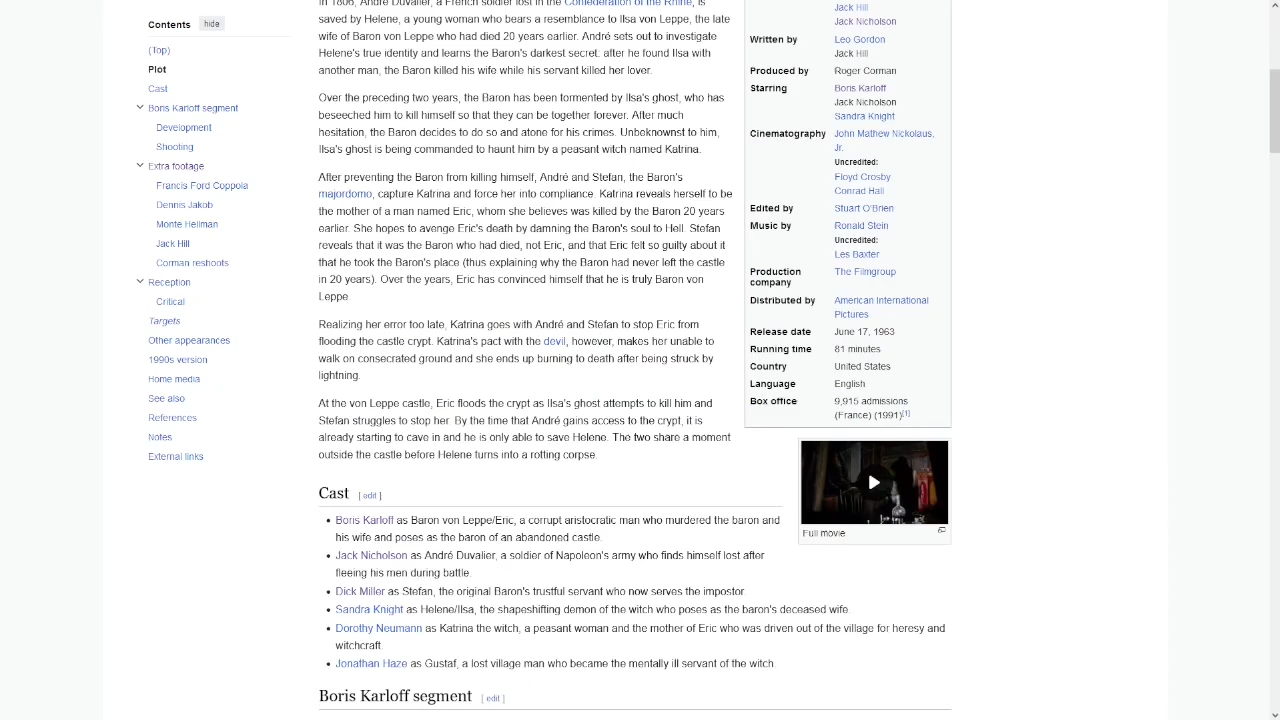 Contents hide
(Top)
Plot
Cast
Boris Karloff segment
Development
Shooting
Extra footage
Francis Ford Coppola
Dennis Jakob
Monte Hellman
Jack Hill
Corman reshoots
Reception
Critical
Targets
Other appearances
1990s version
Home media
See also
References
Notes
External links
In 1806, André Duvalier, a French soldier lost in the Confederation of the Rhine, is
saved by Helene, a young woman who bears a resemblance to Ilsa von Leppe, the late
wife of Baron von Leppe who had died 20 years earlier. André sets out to investigate
Helene's true identity and learns the Baron's darkest secret: after he found Ilsa with
another man, the Baron killed his wife while his servant killed her lover.
Over the preceding two years, the Baron has been tormented by Ilsa's ghost, who has
beseeched him to kill himself so that they can be together forever. After much
hesitation, the Baron decides to do so and atone for his crimes. Unboknownst to him,
Ilsa's ghost is being commanded to haunt him by a peasant witch named Katrina.
After preventing the Baron from killing himself, André and Stefan, the Baron's
majordomo, capture Katrina and force her into compliance. Katrina reveals herself to be
the mother of a man named Eric, whom she believes was killed by the Baron 20 years
earlier. She hopes to avenge Eric's death by damning the Baron's soul to Hell. Stefan
reveals that it was the Baron who had died, not Eric, and that Eric felt so guilty about it
that he took the Baron's place (thus explaining why the Baron had never left the castle
in 20 years). Over the years, Eric has convinced himself that he is truly Baron von
Leppe.
Realizing her error too late, Katrina goes with André and Stefan to stop Eric from
flooding the castle crypt. Katrina's pact with the devil, however, makes her unable to
walk on consecrated ground and she ends up burning to death after being struck by
lightning.
At the von Leppe castle, Eric floods the crypt as Ilsa's ghost attempts to kill him and
Stefan struggles to stop her. By the time that André gains access to the crypt, it is
already starting to cave in and he is only able to save Helene. The two share a moment
outside the castle before Helene turns into a rotting corpse.
Jack Hill
Jack Nicholson
Written by Leo Gordon
Jack Hill
Produced by Roger Corman
Starring Boris Karloff
Jack Nicholson
Sandra Knight
Cinematography John Mathew Nickolaus,
Jr.
Uncredited:
Floyd Crosby
Conrad Hall
Edited by Stuart O'Brien
Music by Ronald Stein
Uncredited:
Les Baxter
Production
company
The Filmgroup
Distributed by American International
Pictures
Release date June 17, 1963
Running time 81 minutes
Country United States
Language English
Box office 9,915 admissions
(France) (1991)[1]
Full movie
Cast [ edit ]
• Boris Karloff as Baron von Leppe/Eric, a corrupt aristocratic man who murdered the baron and
his wife and poses as the baron of an abandoned castle.
• Jack Nicholson as André Duvalier, a soldier of Napoleon's army who finds himself lost after
fleeing his men during battle.
• Dick Miller as Stefan, the original Baron's trustful servant who now serves the impostor.
• Sandra Knight as Helene/Ilsa, the shapeshifting demon of the witch who poses as the baron's deceased wife.
• Dorothy Neumann as Katrina the witch, a peasant woman and the mother of Eric who was driven out of the village for heresy and
witchcraft.
• Jonathan Haze as Gustaf, a lost village man who became the mentally ill servant of the witch.
Boris Karloff segment [ edit ]